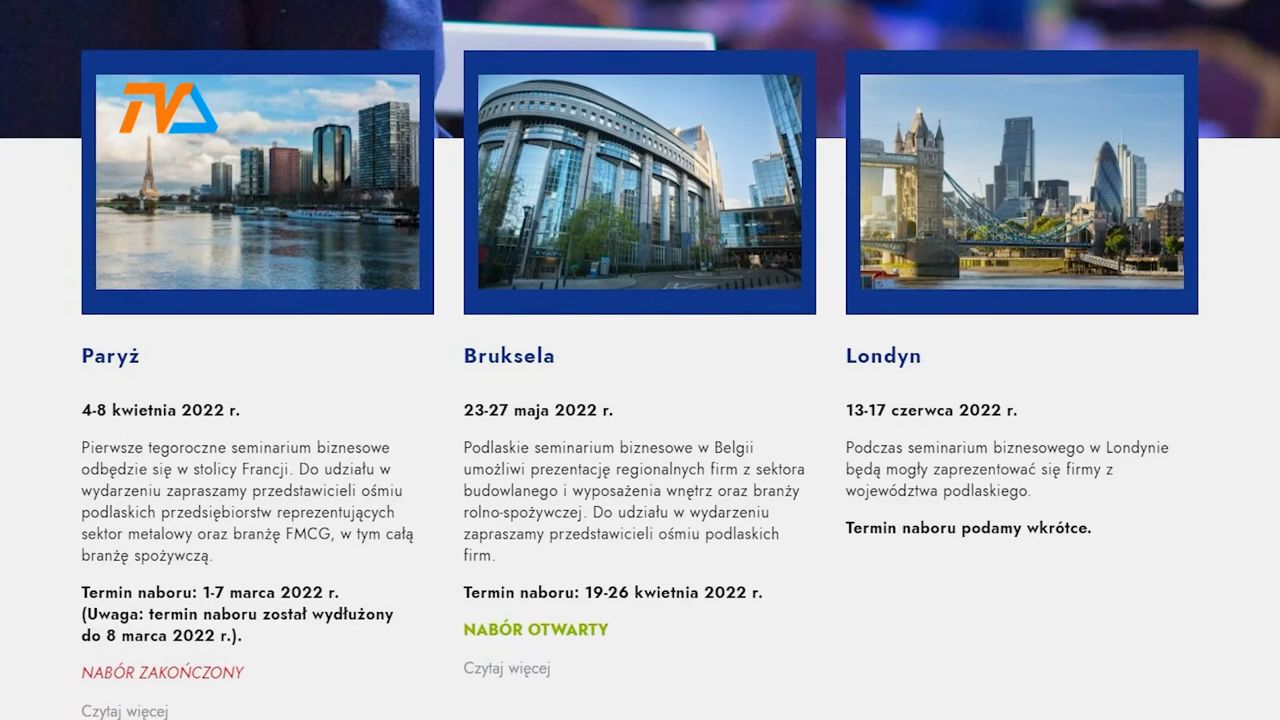 TVA
Paryż
4-8 kwietnia 2022 r.
Pierwsze tegoroczne seminarium biznesowe
odbędzie się w stolicy Francji. Do udziału w
wydarzeniu zapraszamy przedstawicieli ośmiu
podlaskich przedsiębiorstw reprezentujących
sektor metalowy oraz branżę FMCG, w tym całą
branżę spożywczą.
Termin naboru: 1-7 marca 2022 r.
(Uwaga: termin naboru został wydłużony
do 8 marca 2022 r.).
NABÓR ZAKOŃCZONY
Czytaj więcej
Bruksela
23-27 maja 2022 r.
Podlaskie seminarium biznesowe w Belgii
umożliwi prezentację regionalnych firm z sektora
budowlanego i wyposażenia wnętrz oraz branży
rolno-spożywczej. Do udziału w wydarzeniu
zapraszamy przedstawicieli ośmiu podlaskich
firm.
Termin naboru: 19-26 kwietnia 2022 r.
NABÓR OTWARTY
Czytaj więcej
Londyn
13-17 czerwca 2022 r.
Podczas seminarium biznesowego w Londynie
będą mogły zaprezentować się firmy z
województwa podlaskiego.
Termin naboru podamy wkrótce.